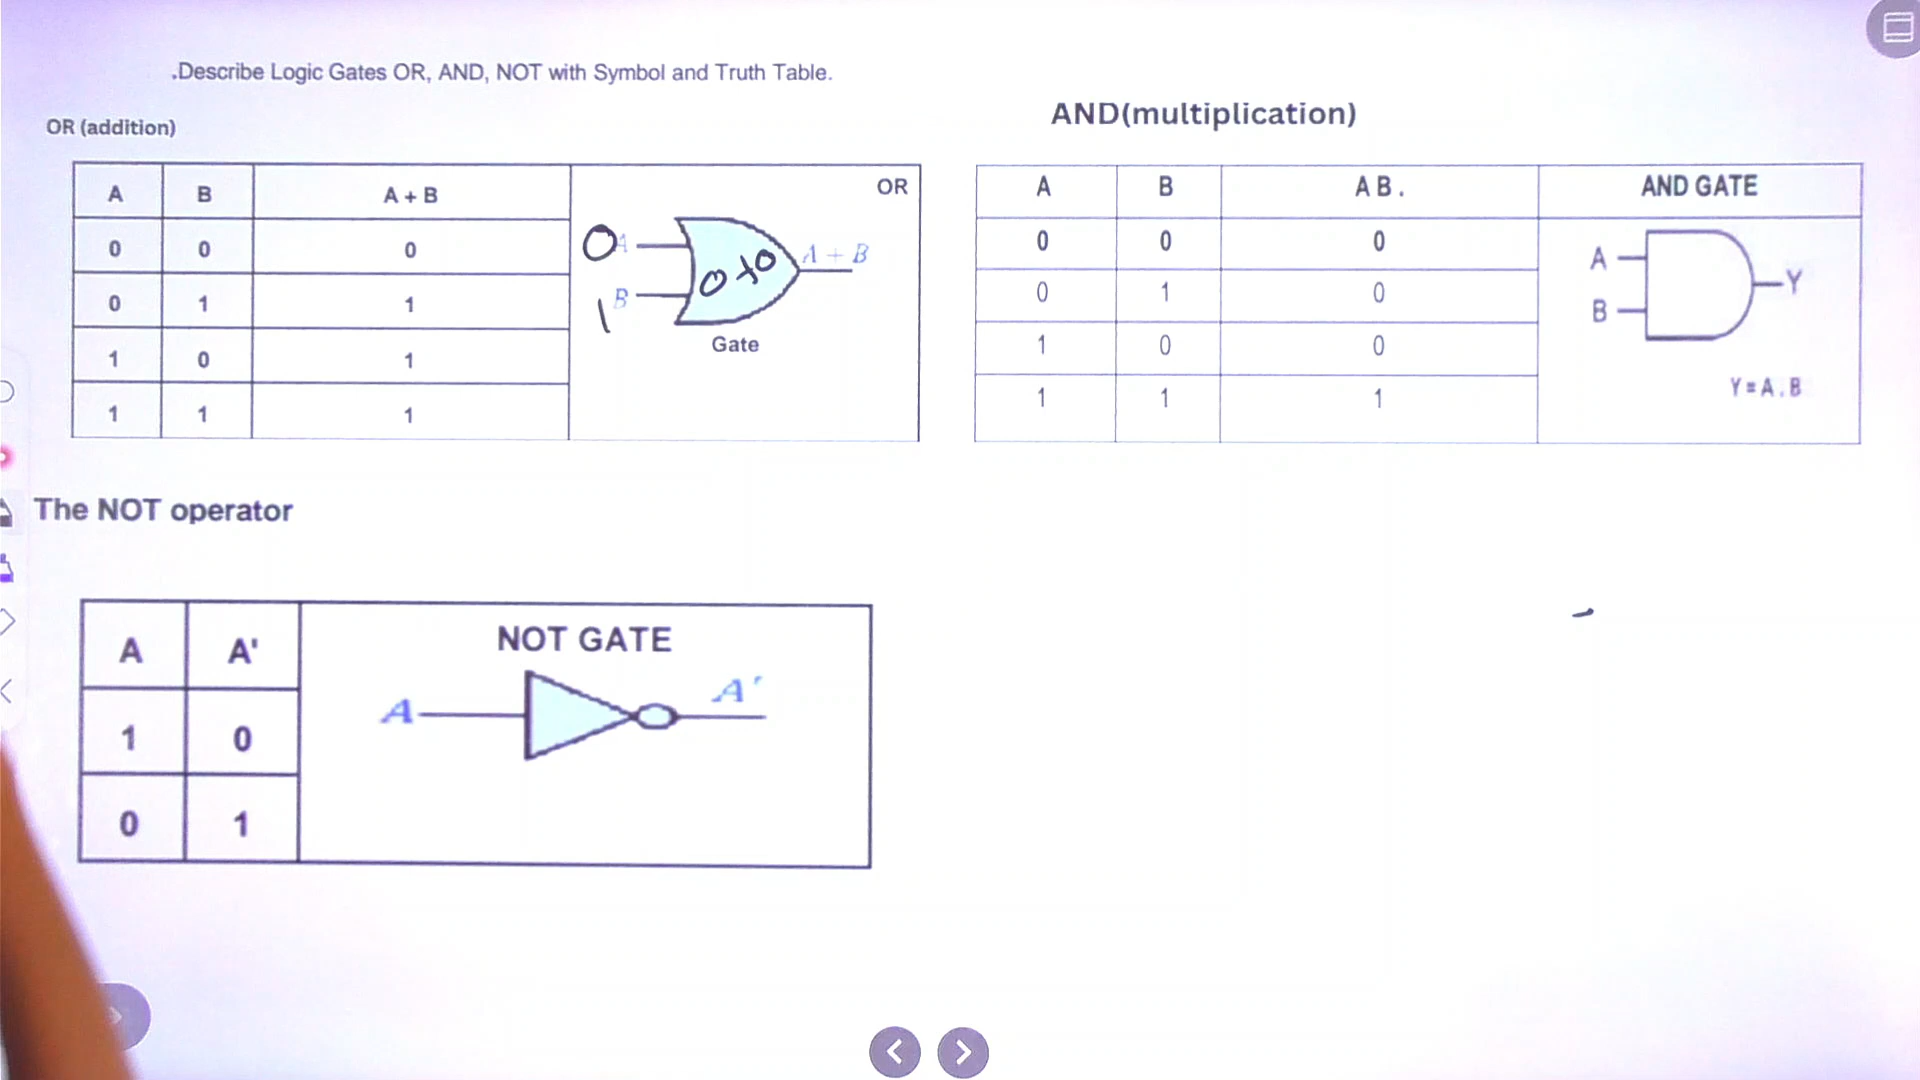 .Describe Logic Gates OR, AND, NOT with Symbol and Truth Table.
OR (addition)
A B A + B OR
0 0 0
0 1 1
1 0 1
1 1 1
0 A
1 B
0 + 0
A + B
Gate
AND(multiplication)
A B A B . AND GATE
0 0 0
0 1 0
1 0 0
1 1 1
A
B
Y
Y = A . B
The NOT operator
A A' NOT GATE
1 0
0 1
A A'